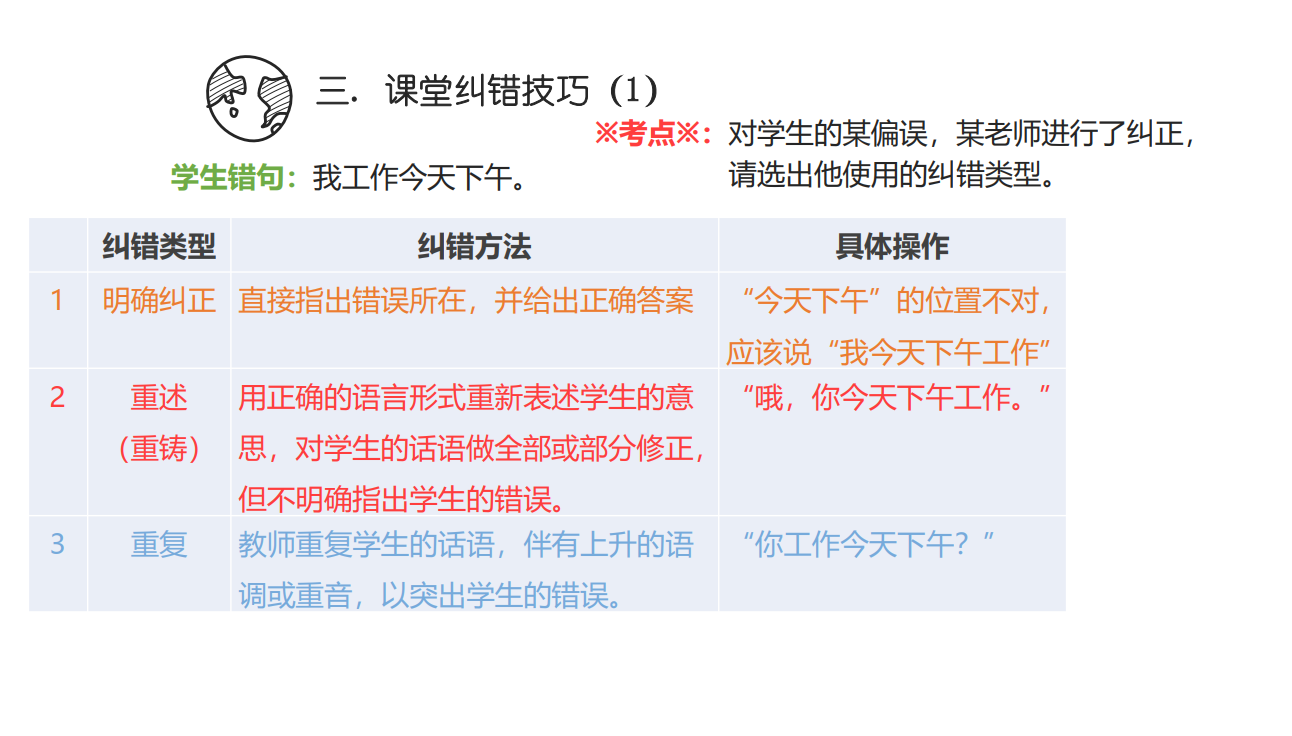 三. 课堂纠错技巧（1）
※考点※：对学生的某偏误，某老师进行了纠正，
请选出他使用的纠错类型。
学生错句：我工作今天下午。
纠错类型 纠错方法 具体操作
1 明确纠正 直接指出错误所在，并给出正确答案 “今天下午”的位置不对，
应该说“我今天下午工作”
2 重述 用正确的语言形式重新表述学生的意 “哦，你今天下午工作。”
（重铸） 思，对学生的话语做全部或部分修正，
但不明确指出学生的错误。
3 重复 教师重复学生的话语，伴有上升的语 “你工作今天下午？”
调或重音，以突出学生的错误。